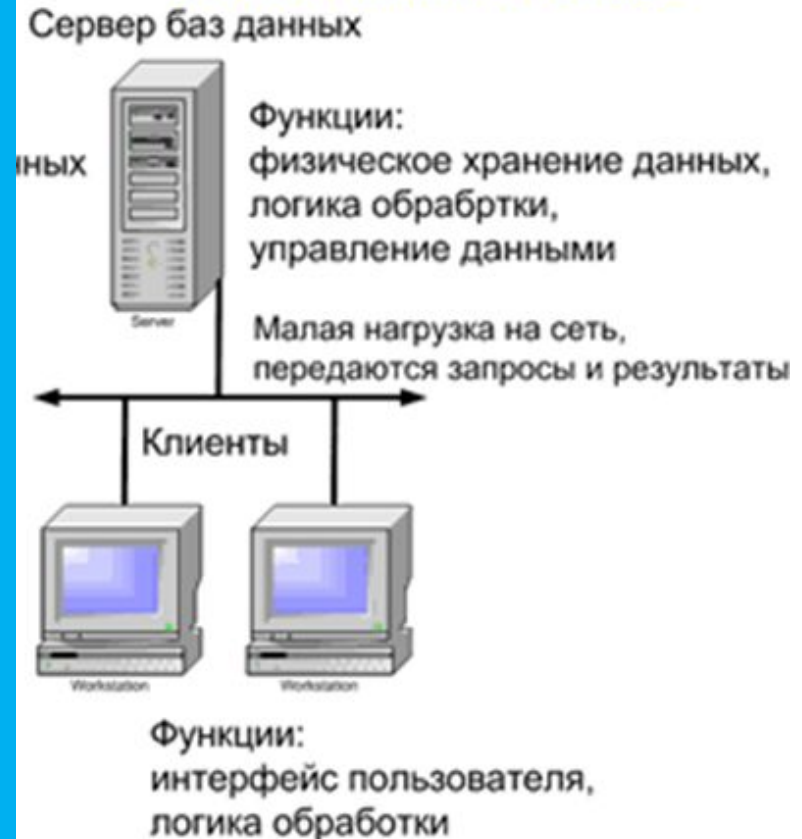 Сервер баз данных
Функции:
физическое хранение данных,
нных
логика обрабртки,
управление данными
Server
Малая нагрузка на сеть,
передаются запросы и результаты
Клиенты
Workstation Workstation
Функции:
интерфейс пользователя,
логика обработки